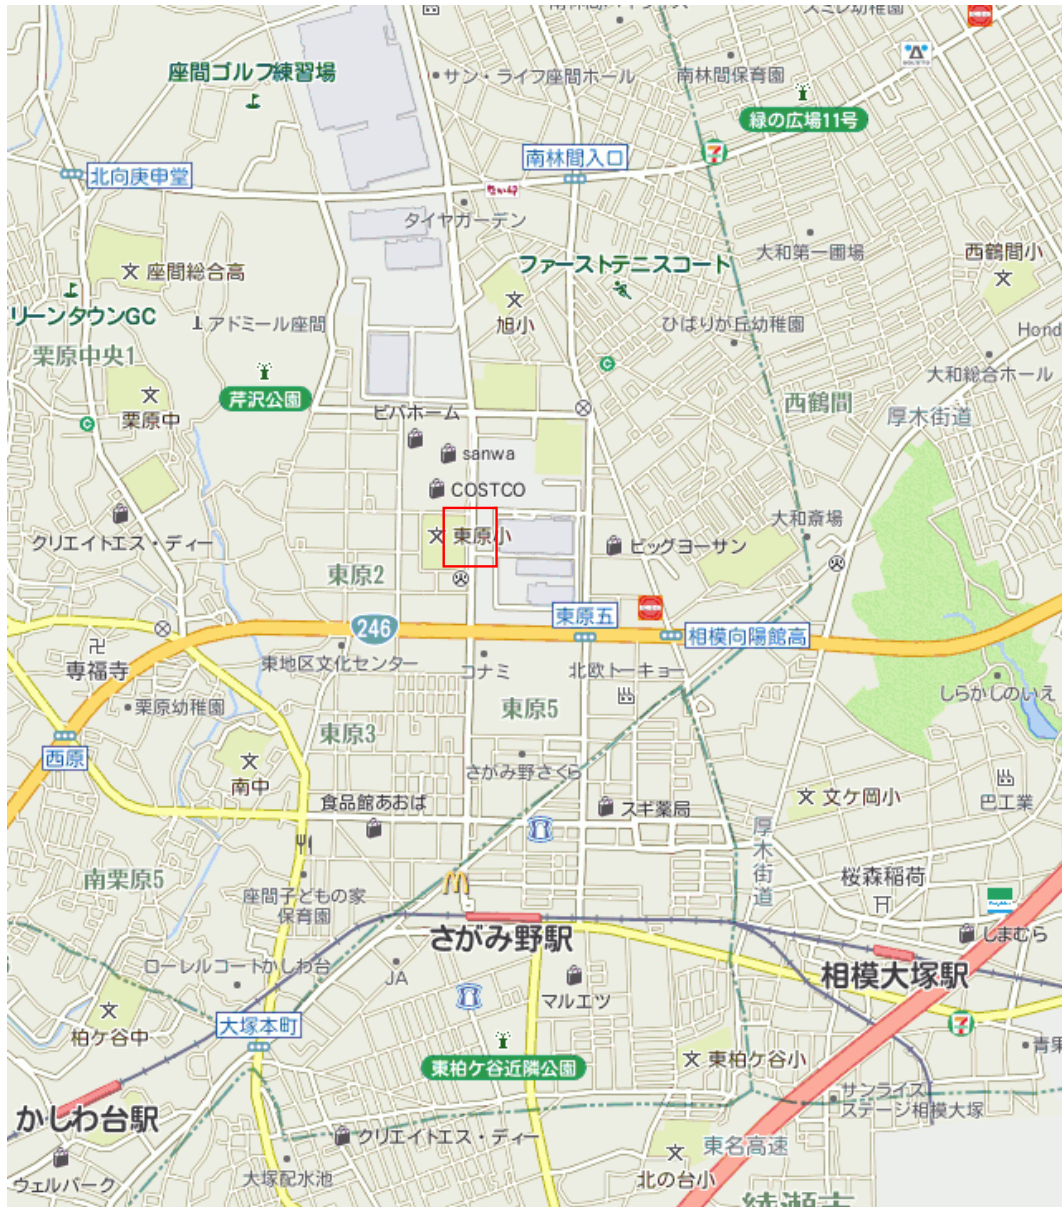 スミレ幼稚園
座間ゴルフ練習場
サン・ライフ座間ホール
南林間保育園
緑の広場11号
北向庚申堂
南林間入口
タイヤガーデン
大和第一圃場
西鶴間小
座間総合高
ファーストテニスコート
リーンタウンGC
アドミール座間
旭小
ひばりが丘幼稚園
Hond
栗原中央1
大和総合ホール
芹沢公園
西鶴間
厚木街道
栗原中
ビバホーム
sanwa
COSTCO
大和斎場
クリエイトエス・ディー
東原小
ビッグヨーサン
東原2
東原五
246
相模向陽館高
専福寺
東地区文化センター
コナミ
北欧トーキョー
しらかしのいえ
栗原幼稚園
東原5
東原3
西原
南中
さがみ野さくら
食品館あおば
スギ薬局
文ケ岡小
巴工業
厚木街道
南栗原5
座間子どもの家
保育園
桜森稲荷
さがみ野駅
しまむら
ローレルコートかしわ台
JA
マルエツ
相模大塚駅
柏ケ谷中
大塚本町
東柏ケ谷近隣公園
東柏ケ谷小
青果
かしわ台駅
サンライズ
ステージ相模大塚
クリエイトエス・ディー
東名高速
ウェルパーク
大塚配水池
北の台小
綾瀬市